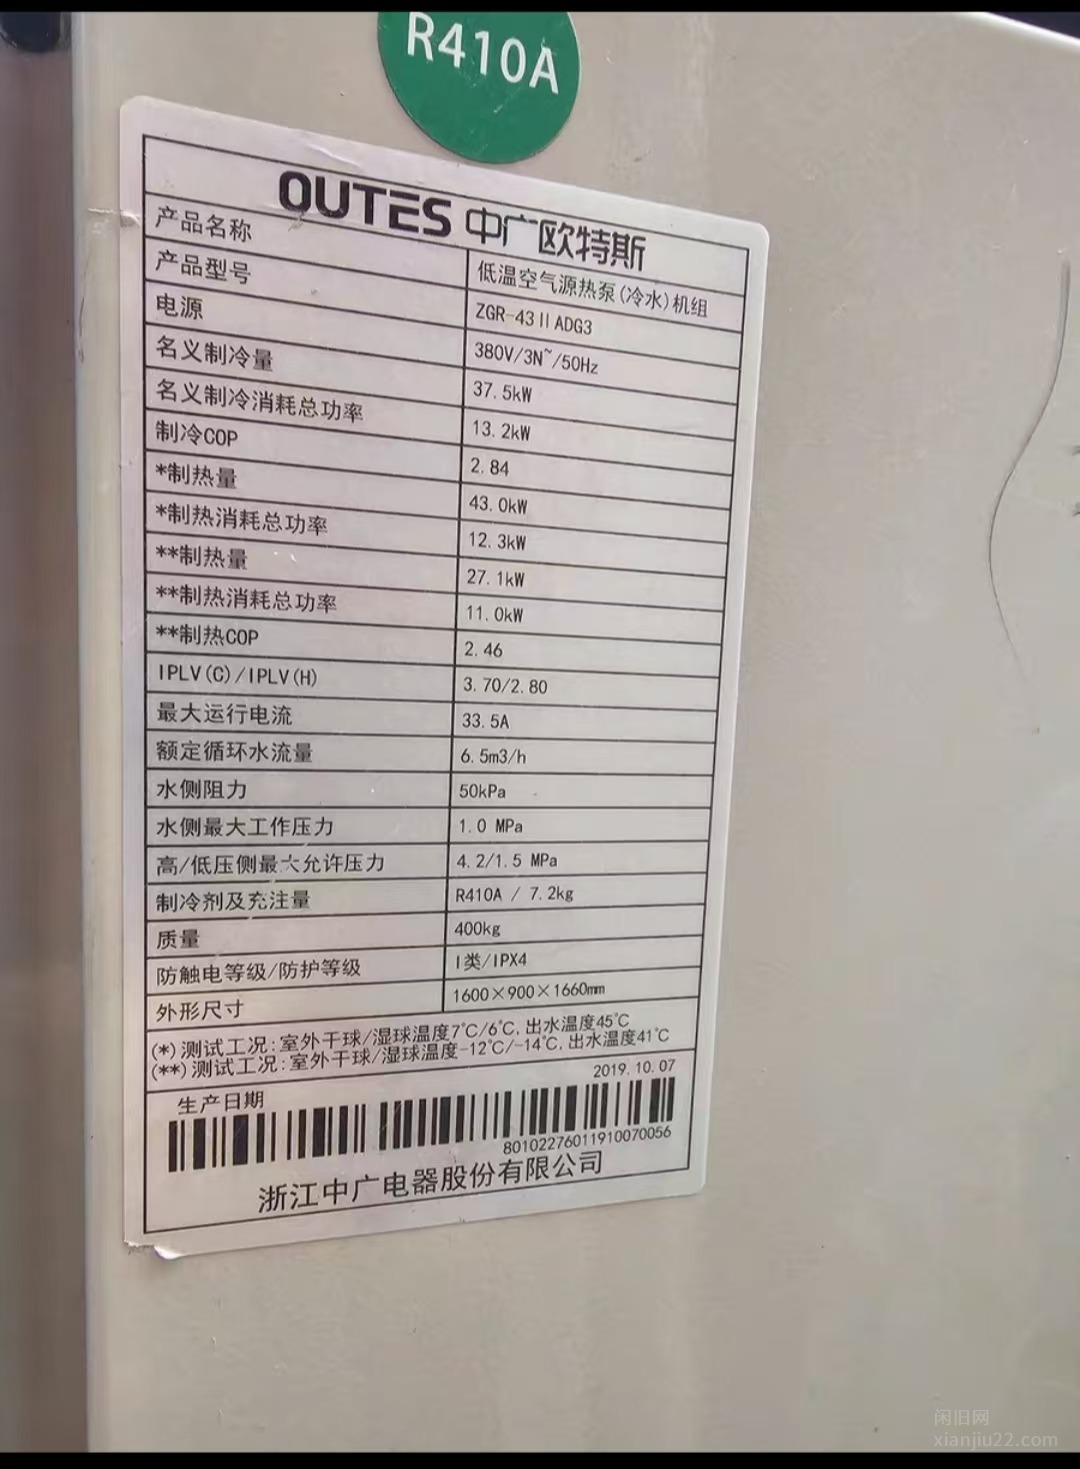 R410A
OUTES 中广欧特斯
产品名称 低温空气源热泵(冷水)机组
产品型号 ZGR-43ⅡADG3
电源 380V/3N~/50Hz
名义制冷量 37.5kW
名义制冷消耗总功率 13.2kW
制冷COP 2.84
*制热量 43.0kW
*制热消耗总功率 12.3kW
**制热量 27.1kW
**制热消耗总功率 11.0kW
**制热COP 2.46
IPLV(C)/IPLV(H) 3.70/2.80
最大运行电流 33.5A
额定循环水流量 6.5m3/h
水侧阻力 50kPa
水侧最大工作压力 1.0 MPa
高/低压侧最大允许压力 4.2/1.5 MPa
制冷剂及充注量 R410A / 7.2kg
质量 400kg
防触电等级/防护等级 I类/IPX4
外形尺寸 1600×900×1660mm
(*)测试工况:室外干球/湿球温度7℃/6℃,出水温度45℃
(**)测试工况:室外干球/湿球温度-12℃/-14℃,出水温度41℃
生产日期 2019.10.07
80102276011910070056
浙江中广电器股份有限公司
闲旧网
xianjiu22.com